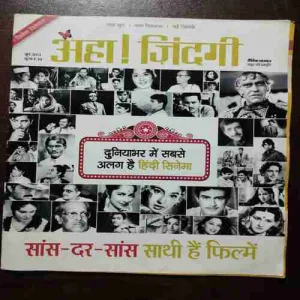 अहा! ज़िंदगी
दुनियाभर में सबसे
अलग है हिंदी सिनेमा
सांस-दर-सांस साथी हैं फिल्में